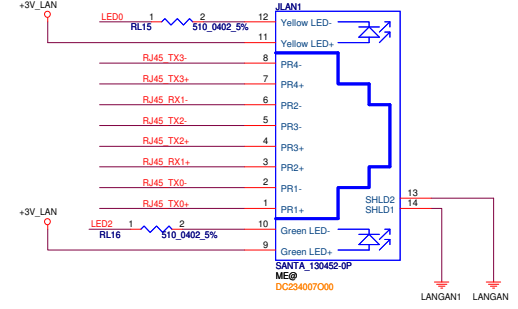 +3V_LAN
JLAN1
LED0 1 2 12 Yellow LED-
RL15 510_0402_5%
11 Yellow LED+
RJ45_TX3- 8 PR4-
RJ45_TX3+ 7 PR4+
RJ45_RX1- 6 PR2-
RJ45_TX2- 5 PR3-
RJ45_TX2+ 4 PR3+
RJ45_RX1+ 3 PR2+
RJ45_TX0- 2 PR1-
13
SHLD2
RJ45_TX0+ 1 PR1+
14
SHLD1
+3V_LAN
LED2 1 2 10 Green LED-
RL16 510_0402_5%
9 Green LED+
SANTA_130452-0P
ME@
DC234007O00
LANGAN1 LANGAN